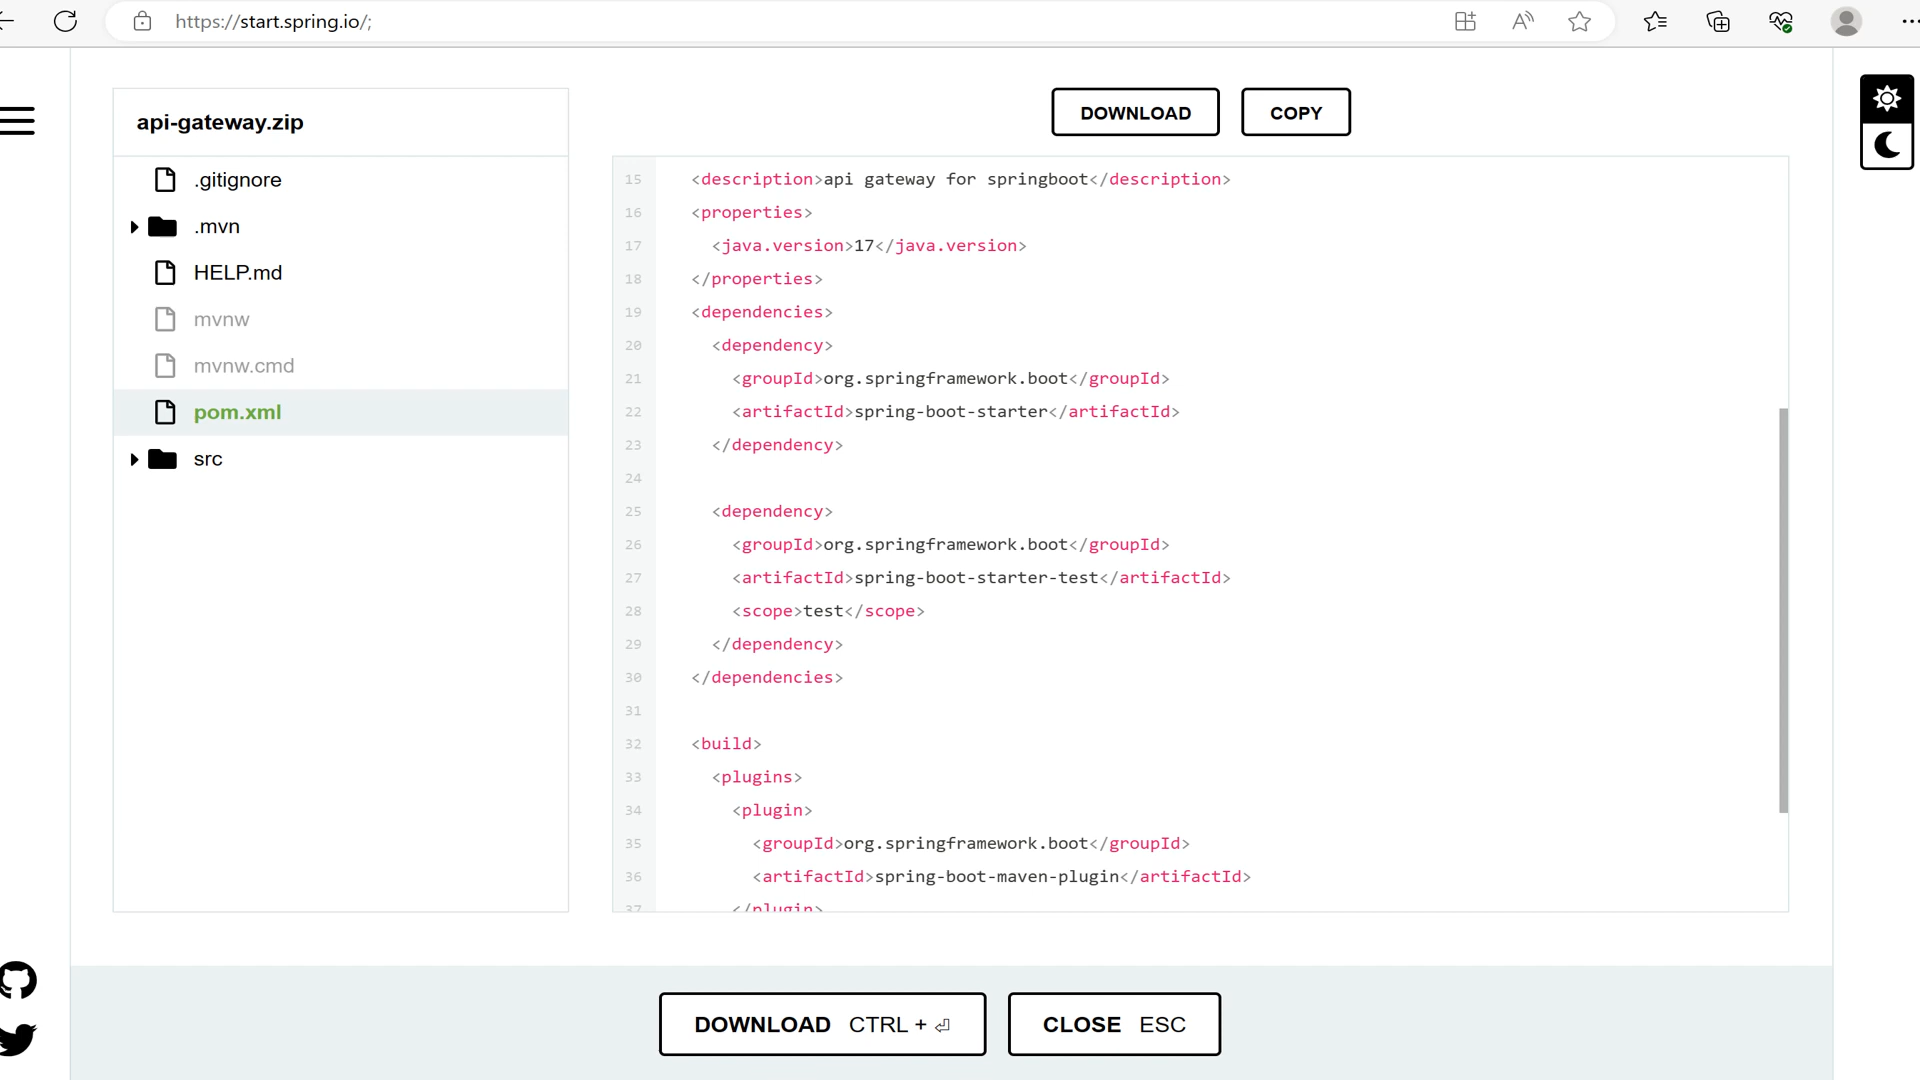 https://start.spring.io/;
api-gateway.zip
.gitignore
.mvn
HELP.md
mvnw
mvnw.cmd
pom.xml
src
DOWNLOAD COPY
15 <description>api gateway for springboot</description>
16 <properties>
17 <java.version>17</java.version>
18 </properties>
19 <dependencies>
20 <dependency>
21 <groupId>org.springframework.boot</groupId>
22 <artifactId>spring-boot-starter</artifactId>
23 </dependency>
24
25 <dependency>
26 <groupId>org.springframework.boot</groupId>
27 <artifactId>spring-boot-starter-test</artifactId>
28 <scope>test</scope>
29 </dependency>
30 </dependencies>
31
32 <build>
33 <plugins>
34 <plugin>
35 <groupId>org.springframework.boot</groupId>
36 <artifactId>spring-boot-maven-plugin</artifactId>
37 </plugin>
DOWNLOAD CTRL + ⏎ CLOSE ESC